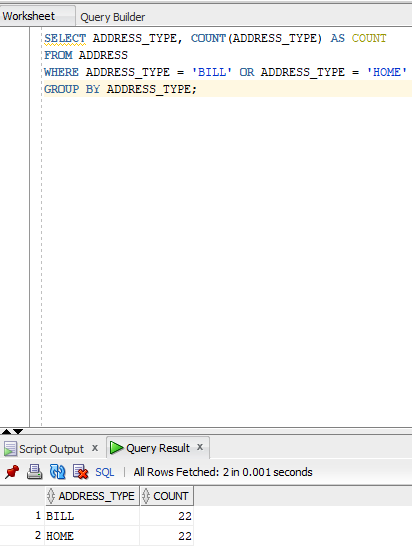 Worksheet Query Builder
SELECT ADDRESS_TYPE, COUNT(ADDRESS_TYPE) AS COUNT
FROM ADDRESS
WHERE ADDRESS_TYPE = 'BILL' OR ADDRESS_TYPE = 'HOME'
GROUP BY ADDRESS_TYPE;
Script Output x Query Result x
SQL | All Rows Fetched: 2 in 0.001 seconds
ADDRESS_TYPE COUNT
1 BILL 22
2 HOME 22